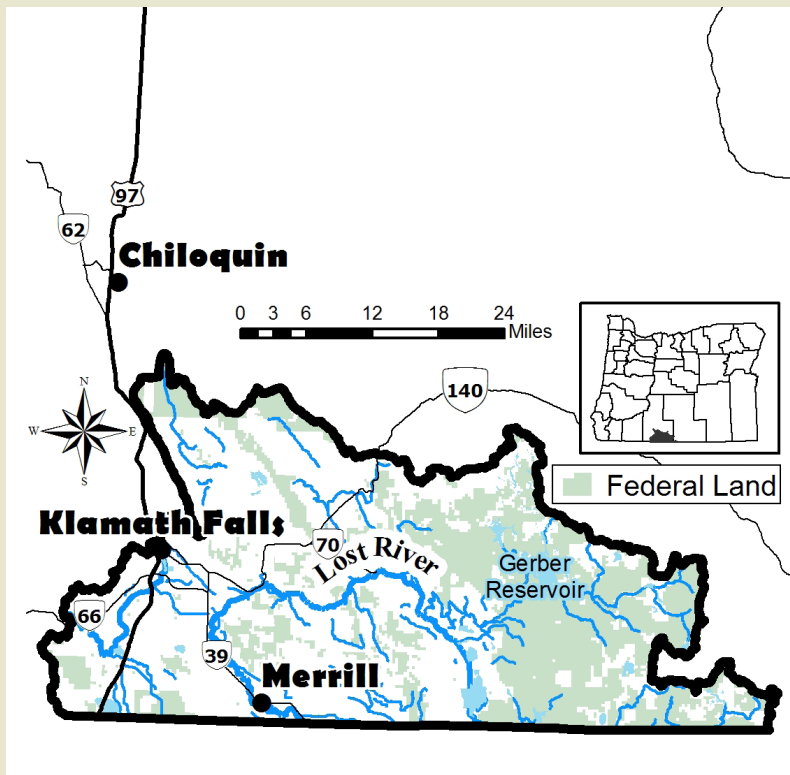 97
62
Chiloquin
0 3 6 12 18 24
Miles
N
W E
S
140
Federal Land
Klamath Falls
70
Lost River
Gerber
Reservoir
66
39
Merrill